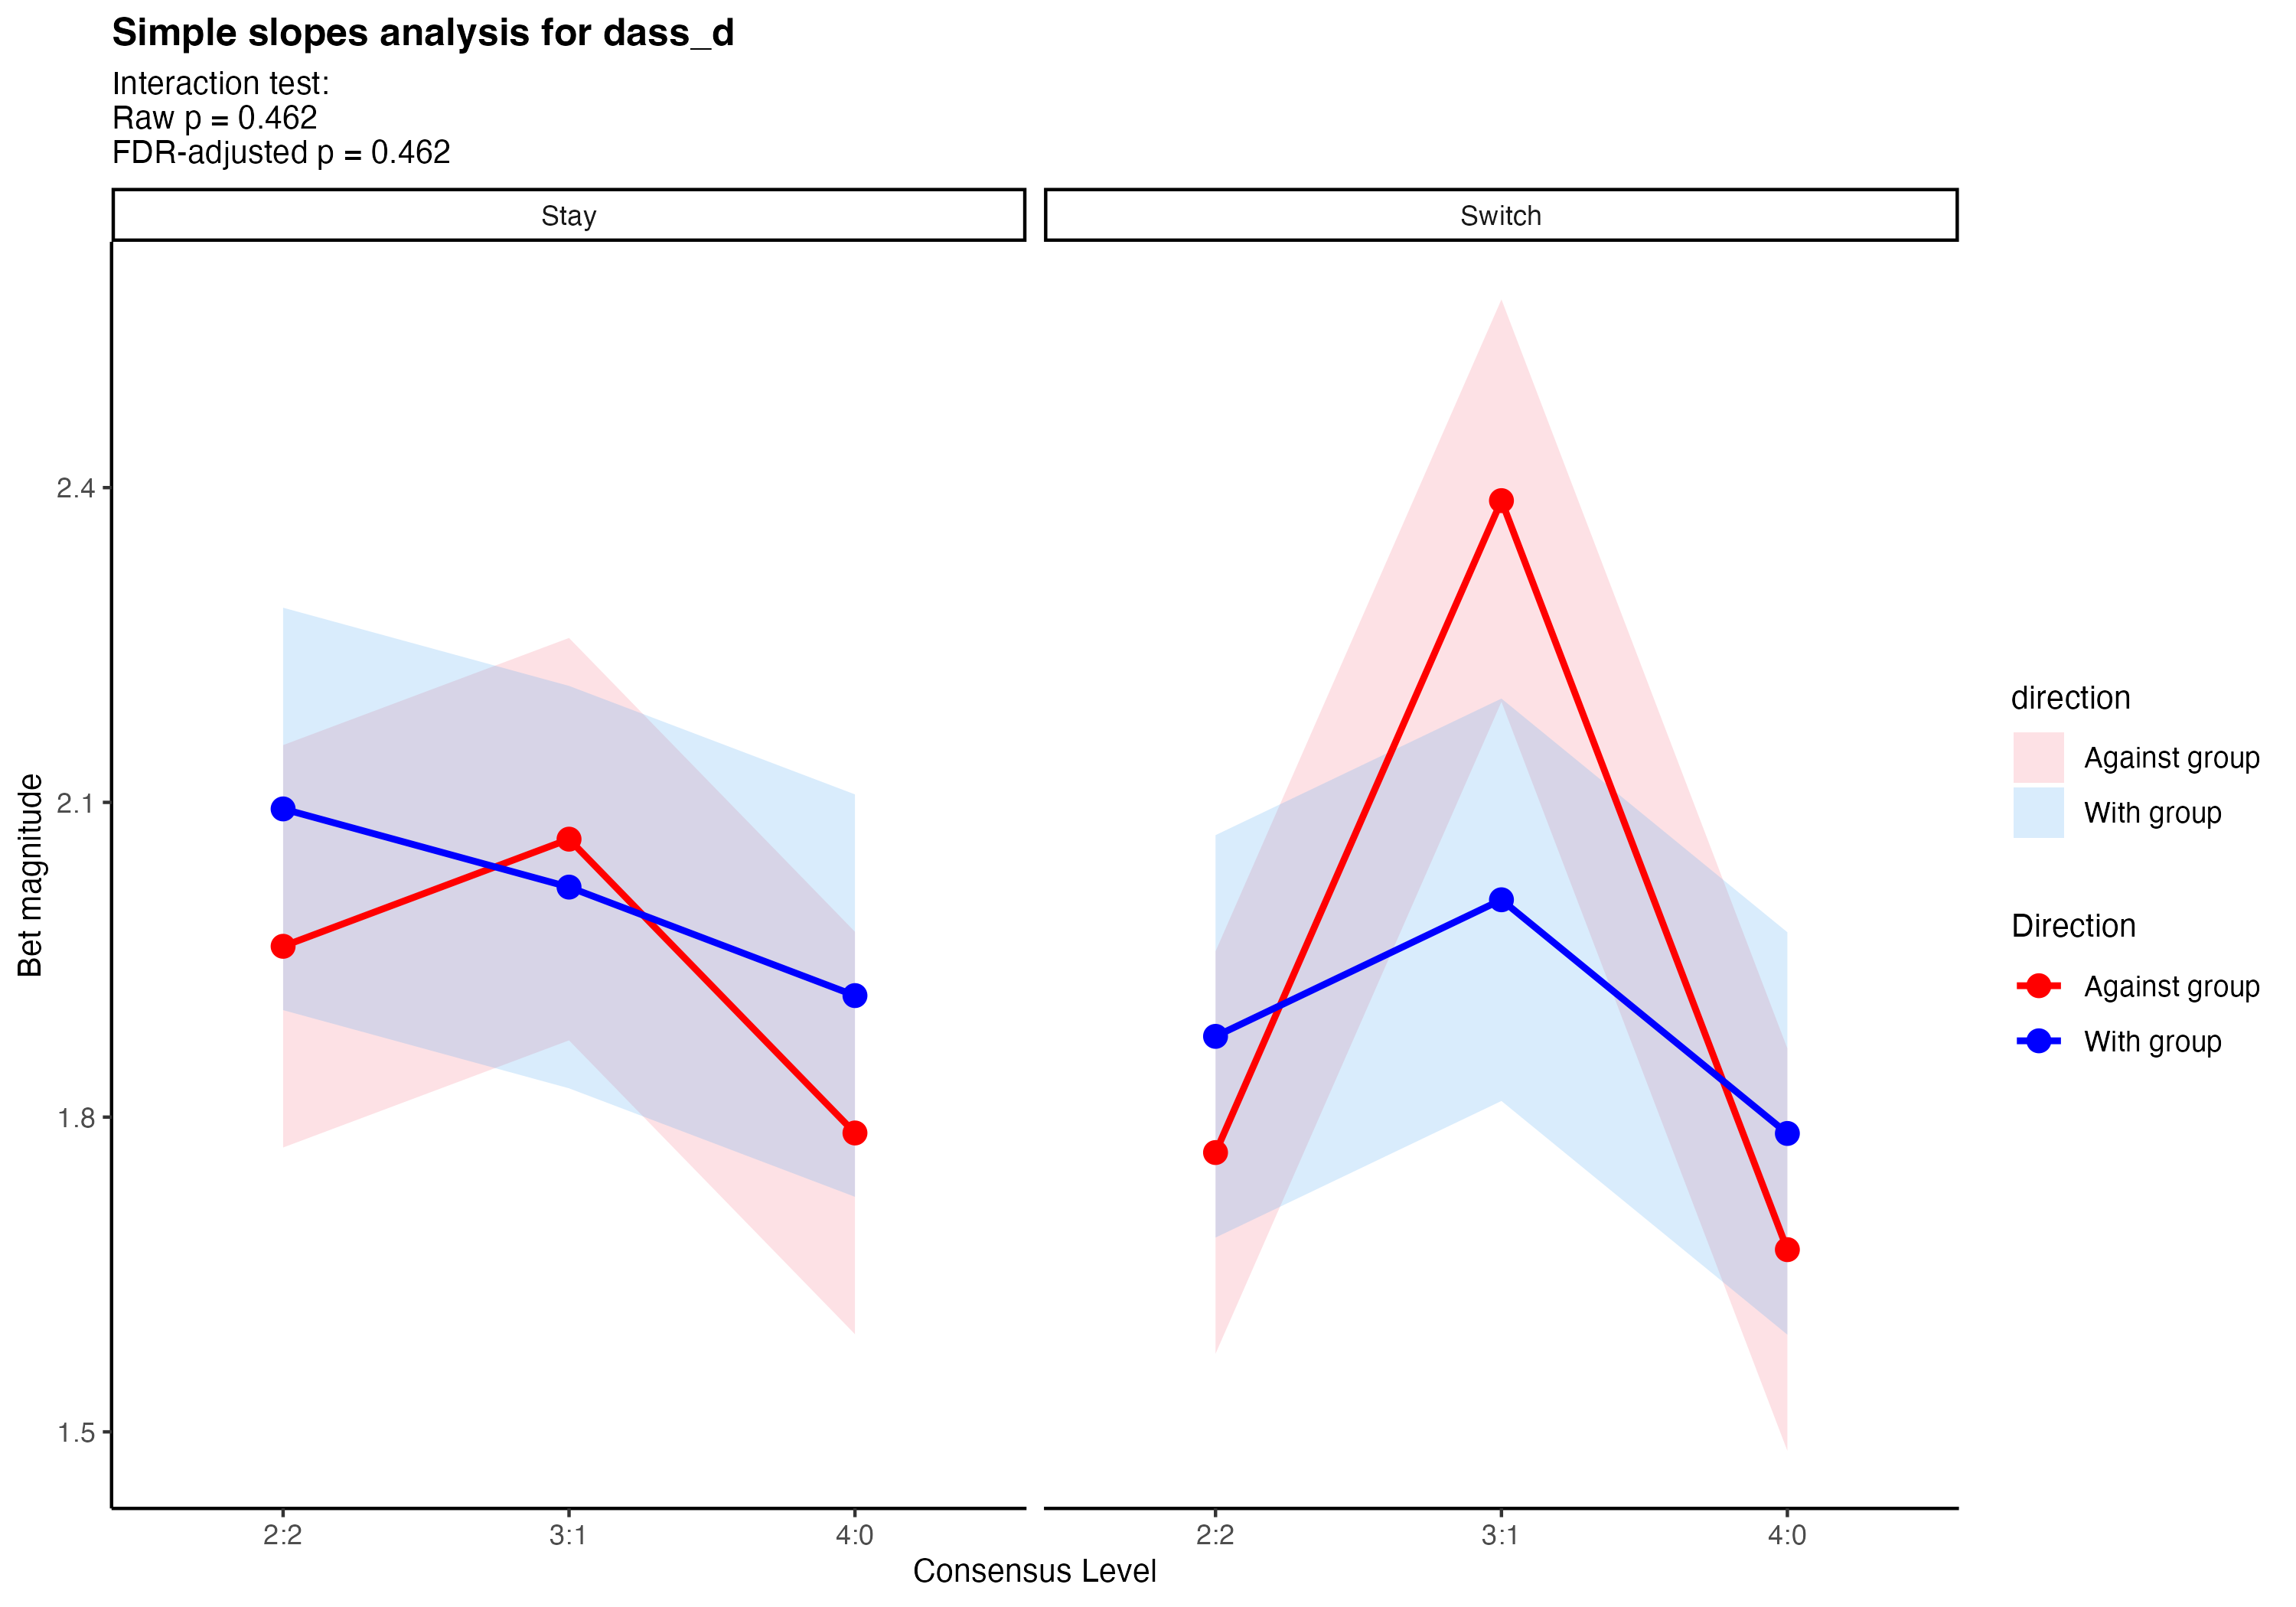 Simple slopes analysis for dass_d
Interaction test:
Raw p = 0.462
FDR-adjusted p = 0.462
Stay
Switch
Bet magnitude
2.4
2.1
1.8
1.5
2:2
3:1
4:0
2:2
3:1
4:0
Consensus Level
direction
Against group
With group
Direction
Against group
With group